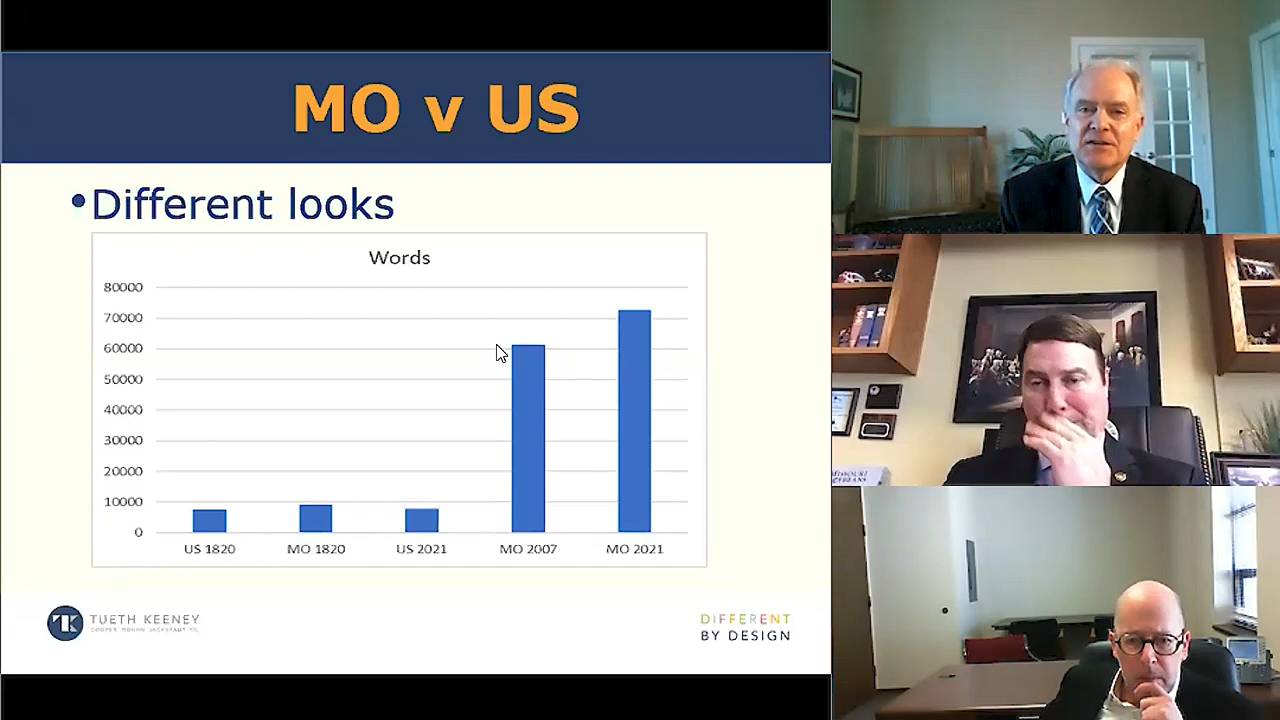 MO v US
•Different looks
Words
80000
70000
60000
50000
40000
30000
20000
10000
0
US 1820 MO 1820 US 2021 MO 2007 MO 2021
TK TUETH KEENEY
DIFFERENT
BY DESIGN